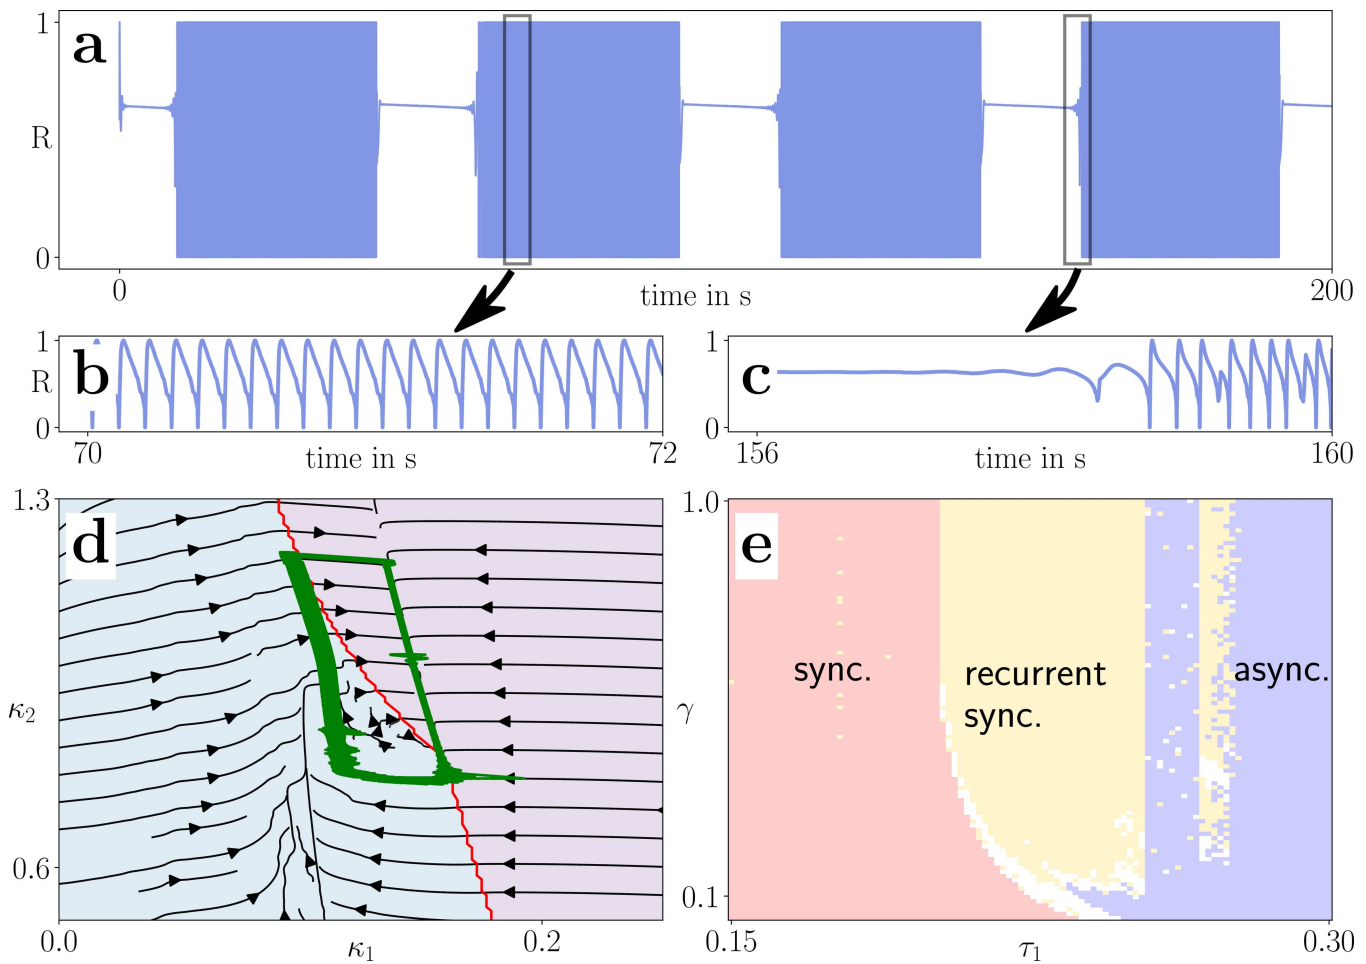 1
a
R
0
0
time in s
200
1
b
R
0
70
time in s
72
1
c
0
156
time in s
160
1.3
d
κ₂
0.6
0.0
κ₁
0.2
1.0
e
sync.
recurrent
sync.
async.
γ
0.1
0.15
τ₁
0.30